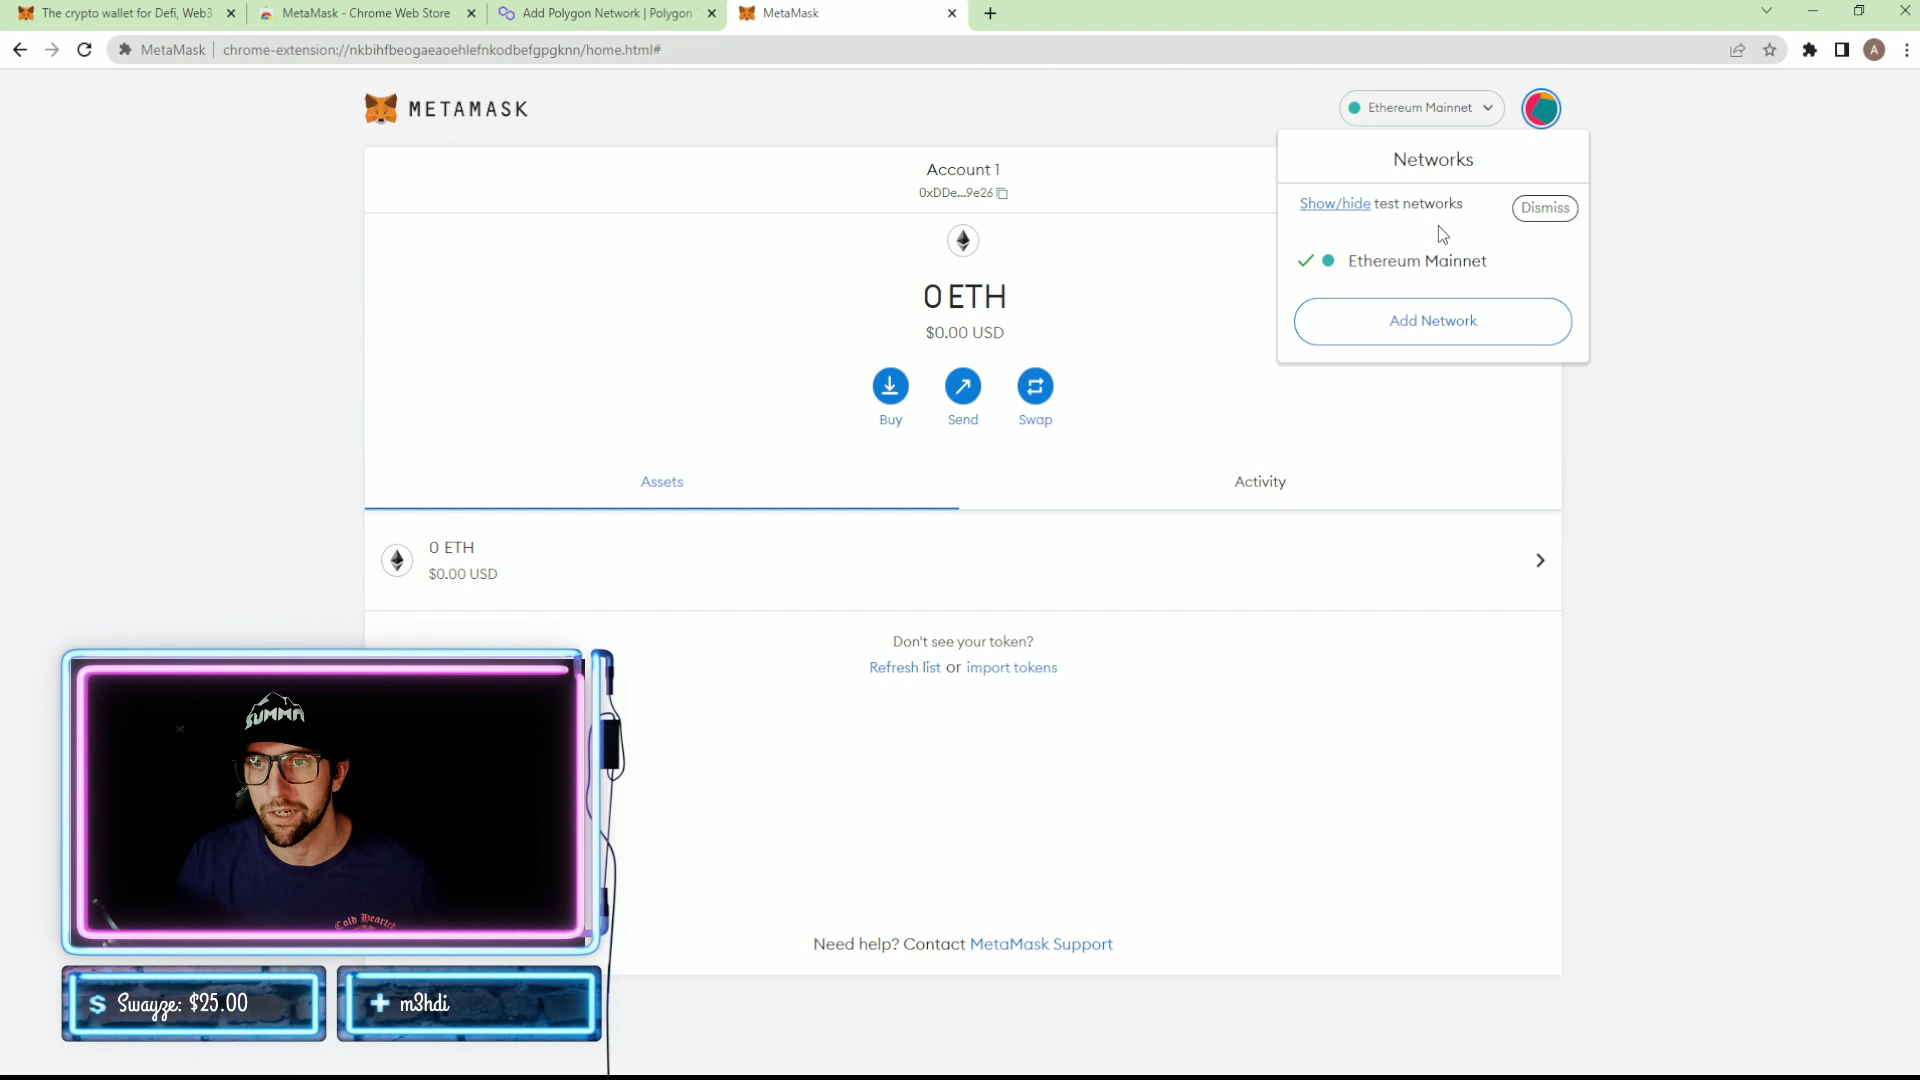 The crypto wallet for Defi, Web3
MetaMask - Chrome Web Store
Add Polygon Network | Polygon
MetaMask
MetaMask
chrome-extension://nkbihfbeogaeaoehlefnkodbefgpgknn/home.html#
A
METAMASK
Ethereum Mainnet
Networks
Show/hide test networks
Dismiss
Ethereum Mainnet
Add Network
Account 1
0xDDe...9e26
0 ETH
$0.00 USD
Buy
Send
Swap
Assets
Activity
0 ETH
$0.00 USD
Don't see your token?
Refresh list or import tokens
SUMMA
Cold Hearted
Need help? Contact MetaMask Support
$ Swayze: $25.00
+ m3hdi